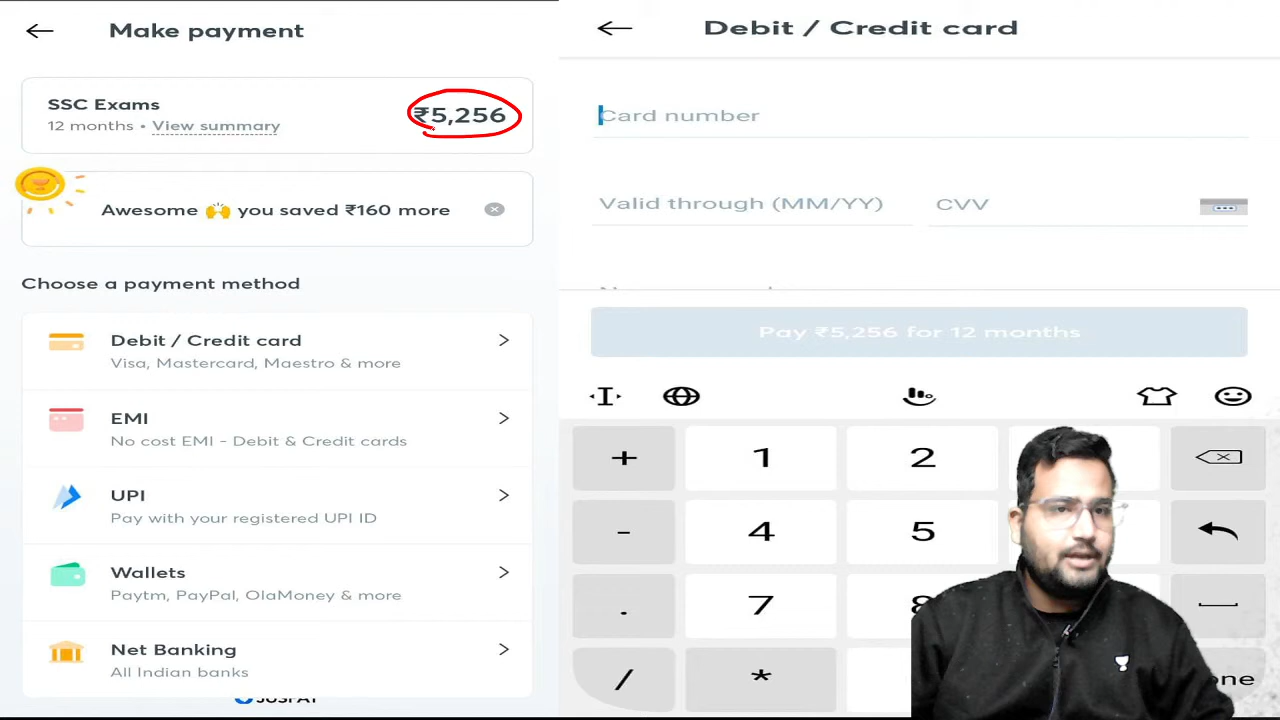 Make payment
SSC Exams
₹5,256
12 months • View summary
Awesome 🙌 you saved ₹160 more
Choose a payment method
Debit / Credit card
Visa, Mastercard, Maestro & more
EMI
No cost EMI - Debit & Credit cards
UPI
Pay with your registered UPI ID
Wallets
Paytm, PayPal, OlaMoney & more
Net Banking
All Indian banks
Debit / Credit card
Card number
Valid through (MM/YY)
CVV
Pay ₹5,256 for 12 months
+ 1 2
- 4 5
. 7 8
/ *